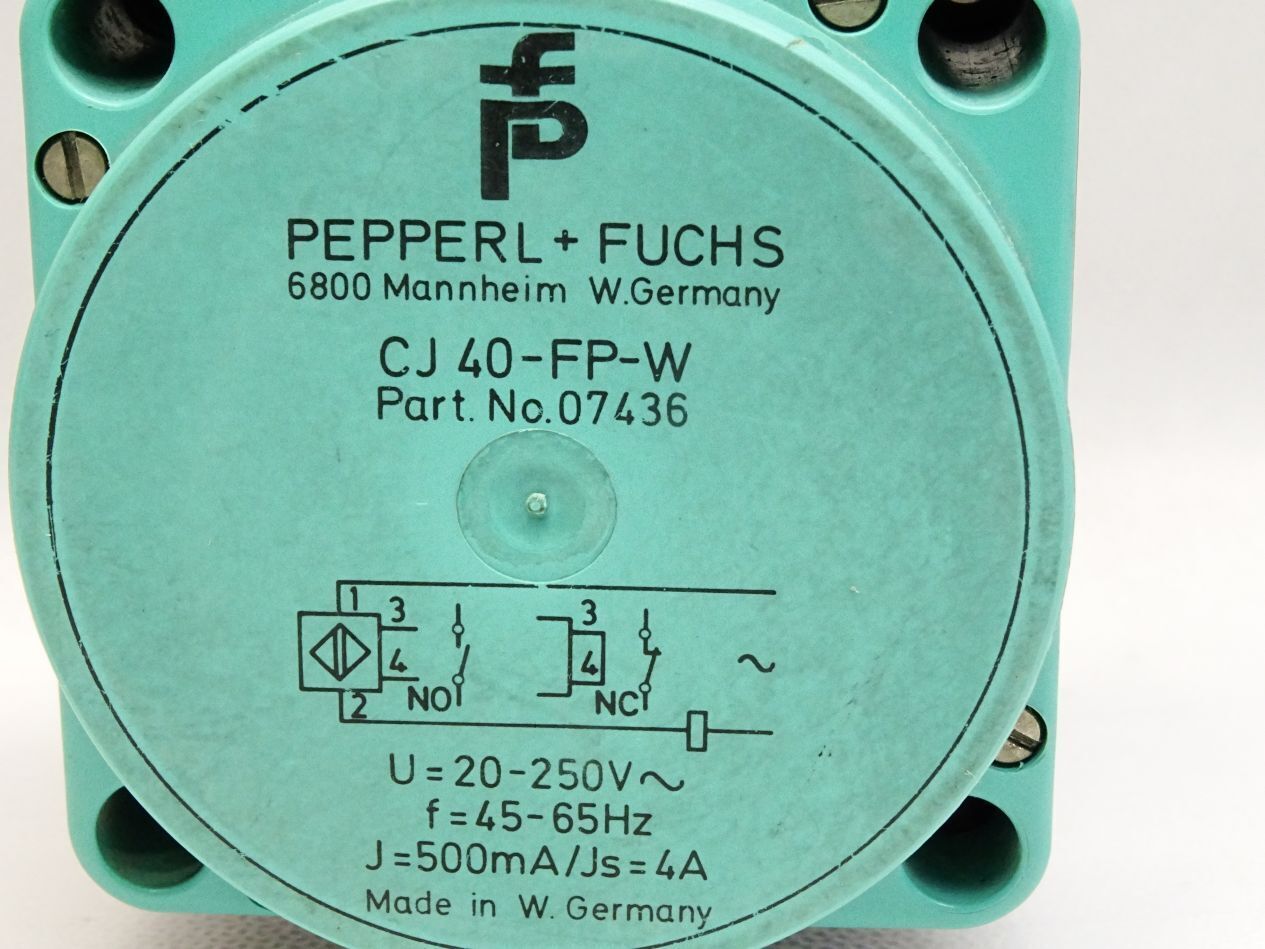 fp
PEPPERL + FUCHS
6800 Mannheim W.Germany
CJ 40-FP-W
Part. No.07436
1
3
3
4
4
NO
NC
~
2
U = 20-250V~
f = 45-65Hz
J = 500mA/Js = 4A
Made in W. Germany